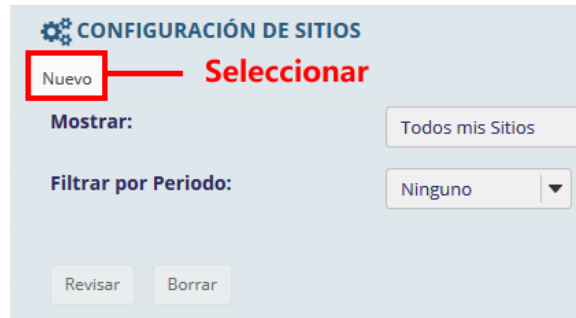 CONFIGURACIÓN DE SITIOS
Nuevo Seleccionar
Mostrar: Todos mis Sitios
Filtrar por Periodo: Ninguno
Revisar Borrar